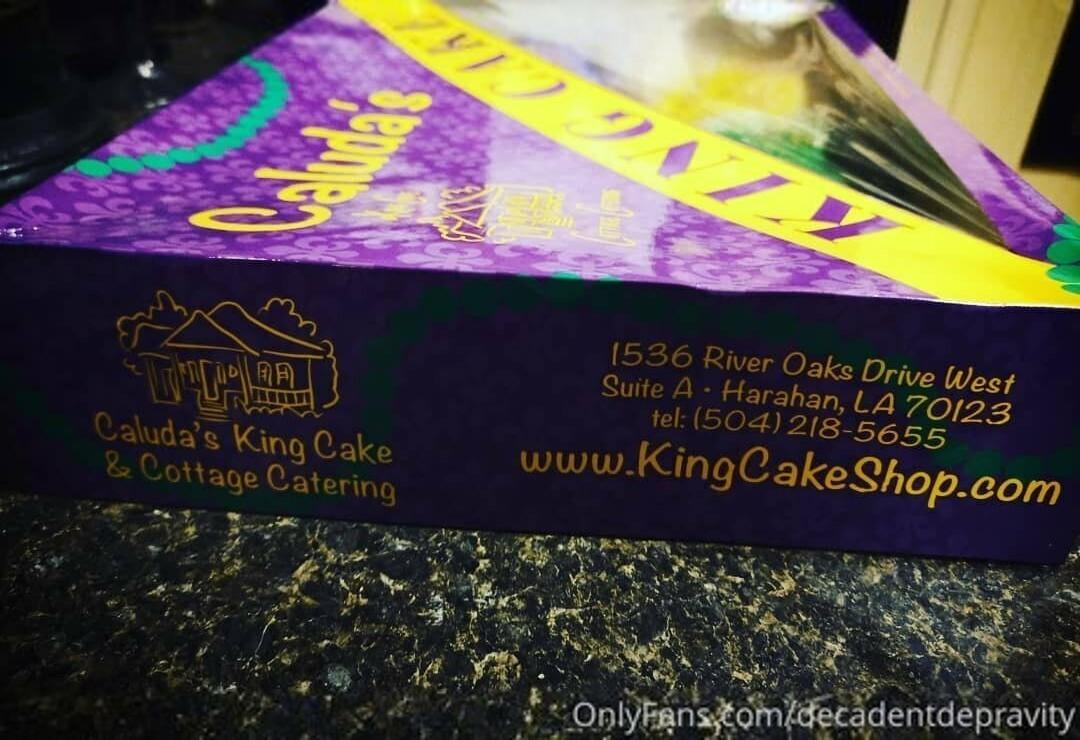 KING CAKE
Caluda's
Caluda's King Cake
& Cottage Catering
1536 River Oaks Drive West
Suite A • Harahan, LA 70123
tel: (504) 218-5655
www.KingCakeShop.com
OnlyFans.com/decadentdepravity